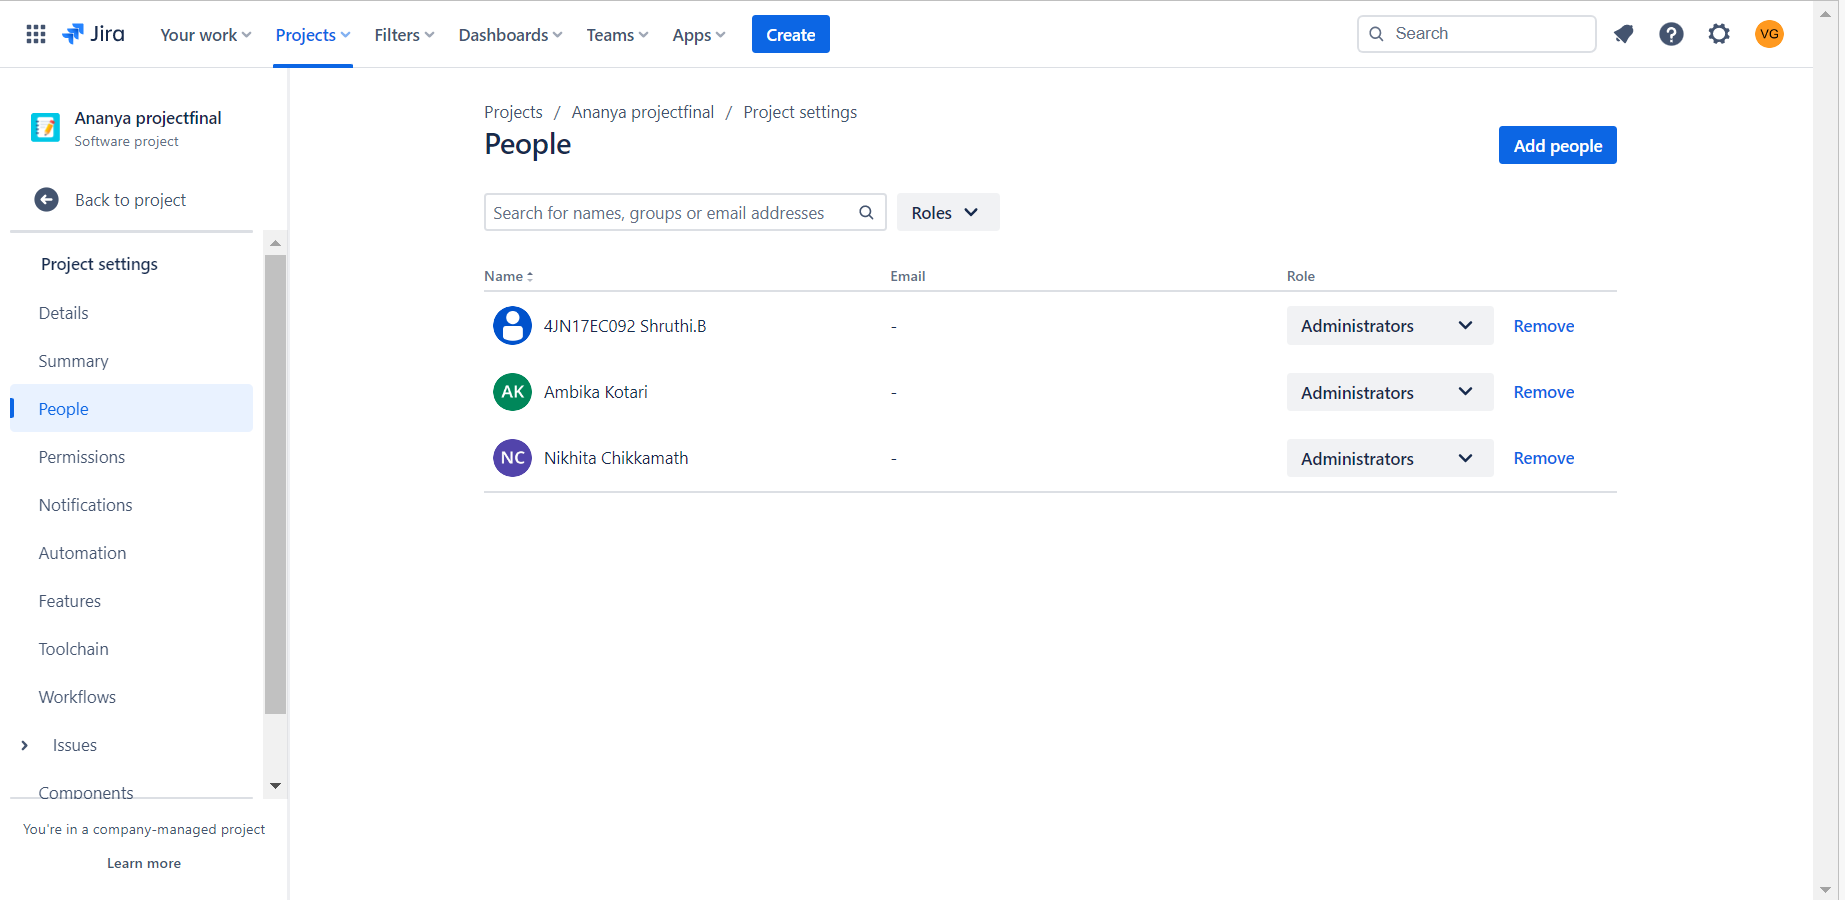 Jira Your work Projects Filters Dashboards Teams Apps Create Search VG
Ananya projectfinal
Software project
Back to project
Project settings
Details
Summary
People
Permissions
Notifications
Automation
Features
Toolchain
Workflows
Issues
Components
You're in a company-managed project
Learn more
Projects / Ananya projectfinal / Project settings
People
Add people
Search for names, groups or email addresses Roles
Name Email Role
4JN17EC092 Shruthi.B - Administrators Remove
AK Ambika Kotari - Administrators Remove
NC Nikhita Chikkamath - Administrators Remove